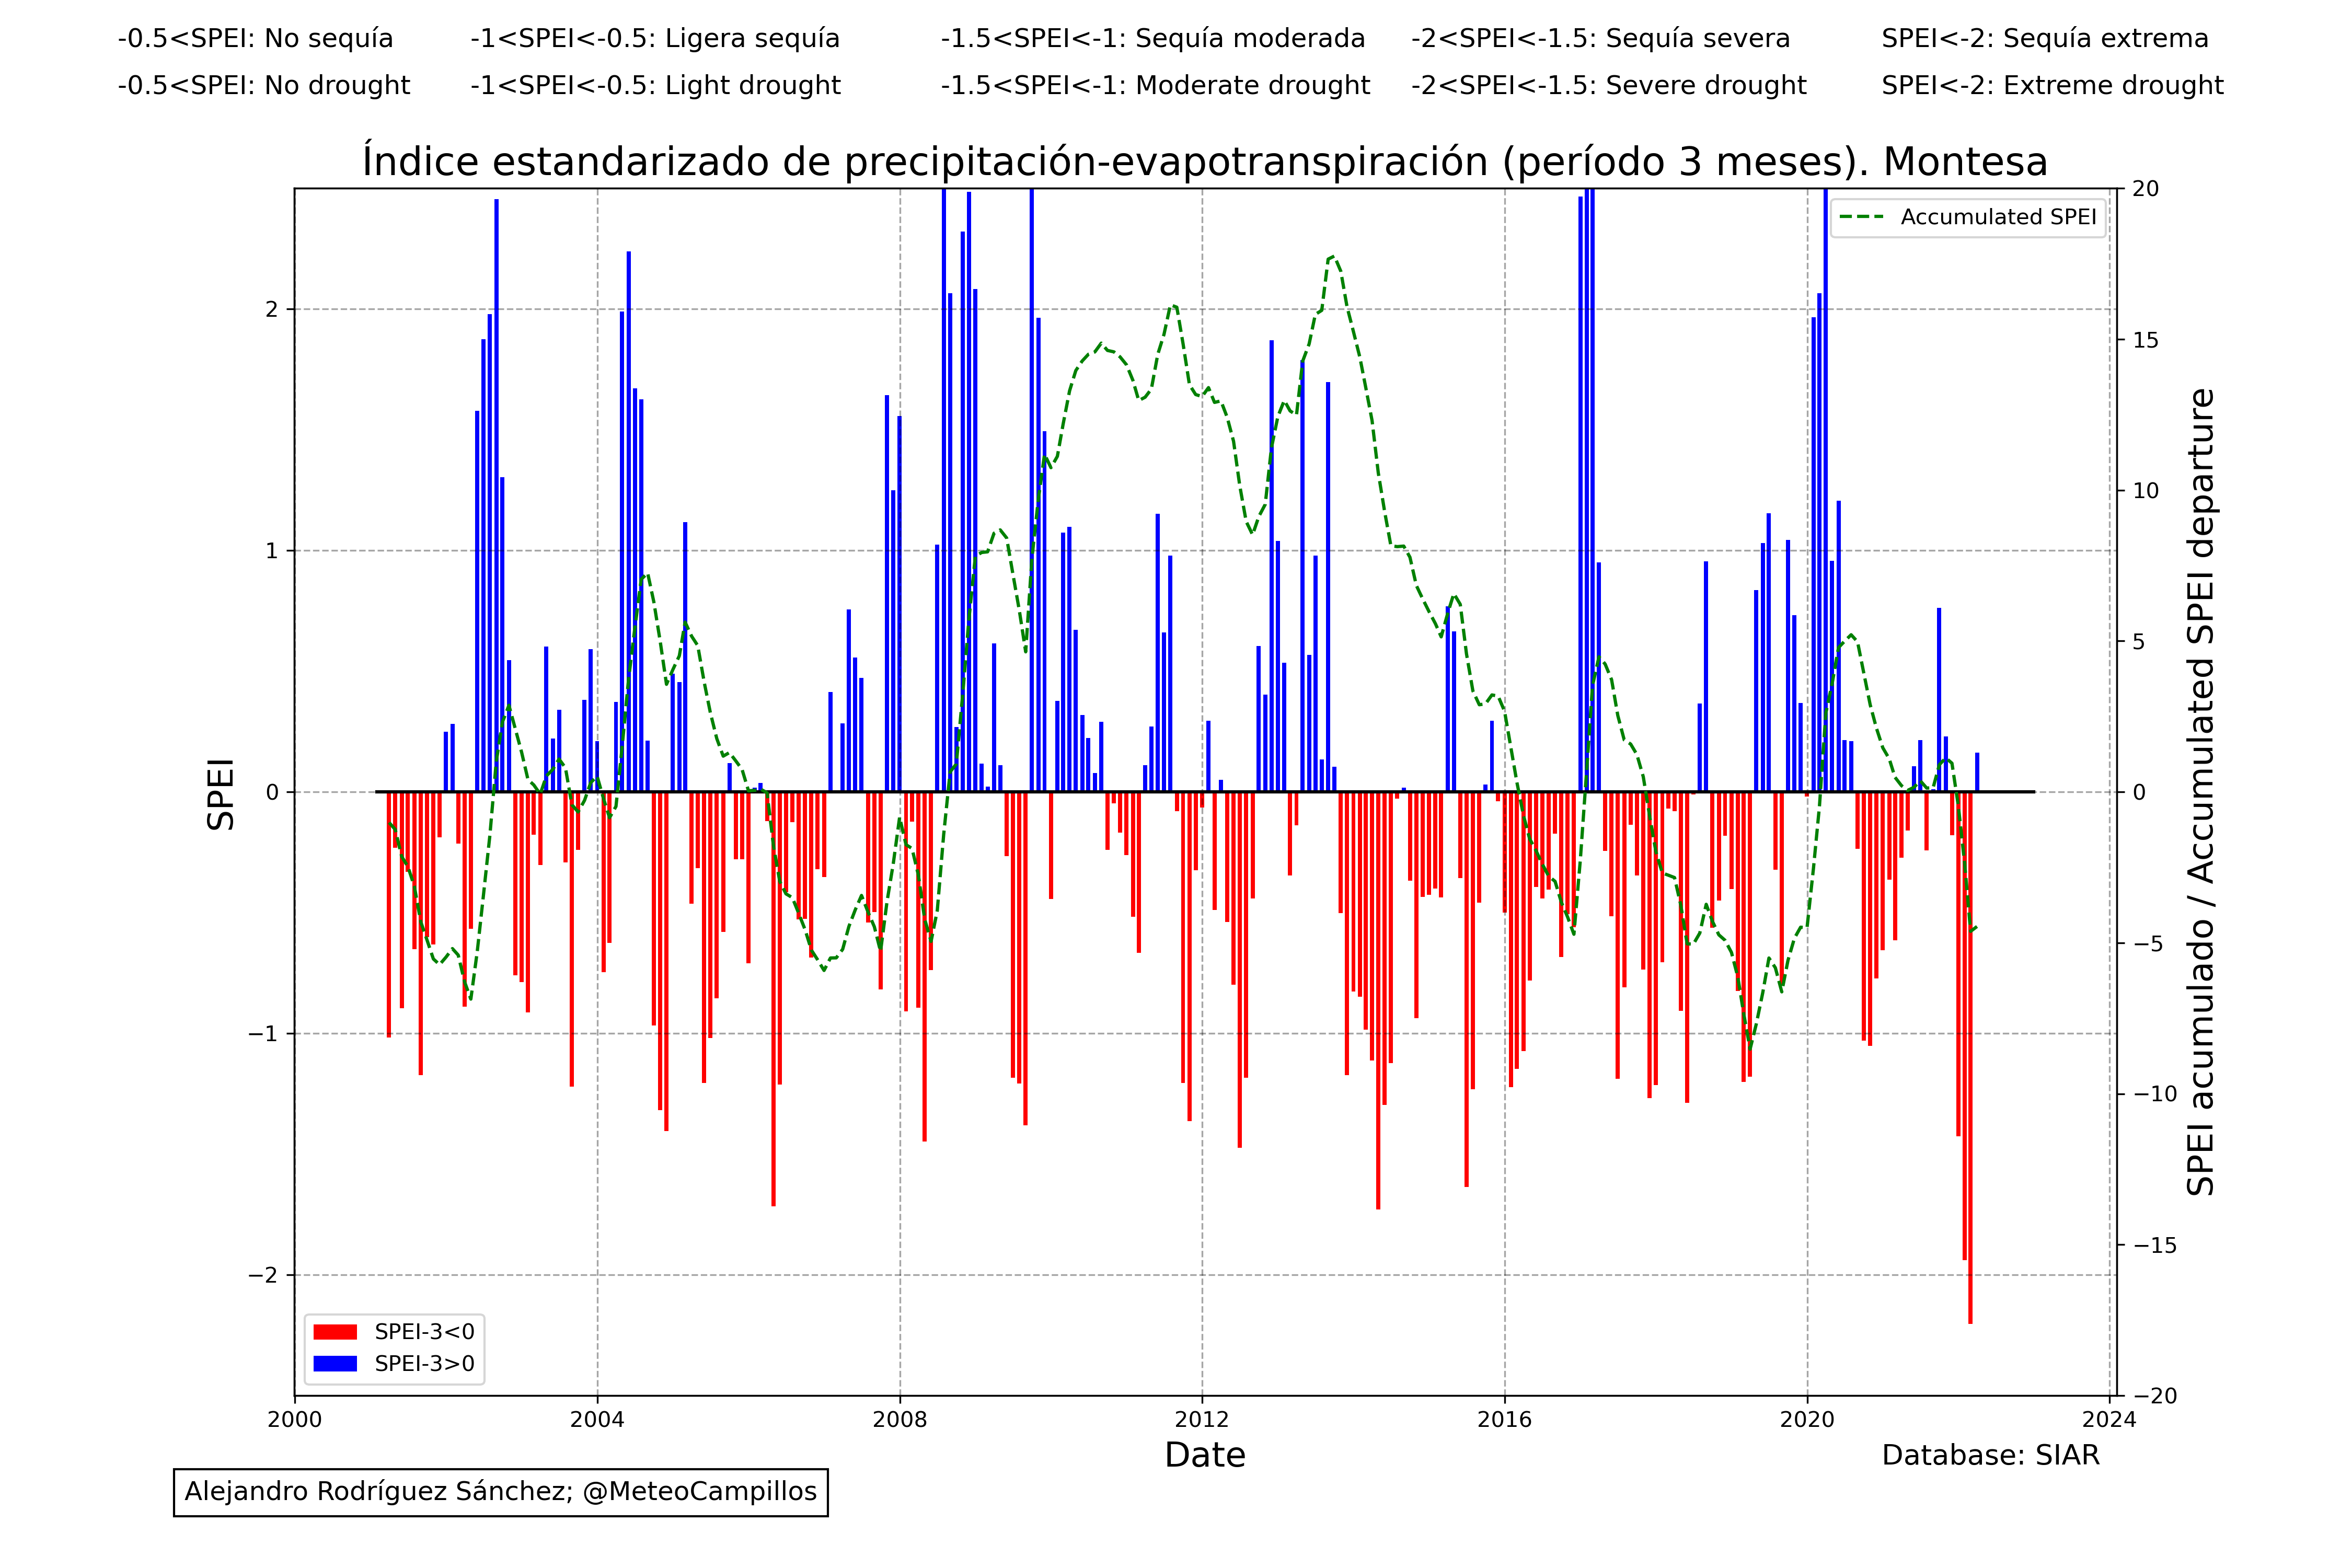 -0.5<SPEI: No sequía -1<SPEI<-0.5: Ligera sequía -1.5<SPEI<-1: Sequía moderada -2<SPEI<-1.5: Sequía severa SPEI<-2: Sequía extrema
-0.5<SPEI: No drought -1<SPEI<-0.5: Light drought -1.5<SPEI<-1: Moderate drought -2<SPEI<-1.5: Severe drought SPEI<-2: Extreme drought
Índice estandarizado de precipitación-evapotranspiración (período 3 meses). Montesa
Accumulated SPEI
SPEI
2
1
0
−1
−2
20
15
10
5
0
−5
−10
−15
−20
SPEI acumulado / Accumulated SPEI departure
SPEI-3<0
SPEI-3>0
2000 2004 2008 2012 2016 2020 2024
Date
Database: SIAR
Alejandro Rodríguez Sánchez; @MeteoCampillos